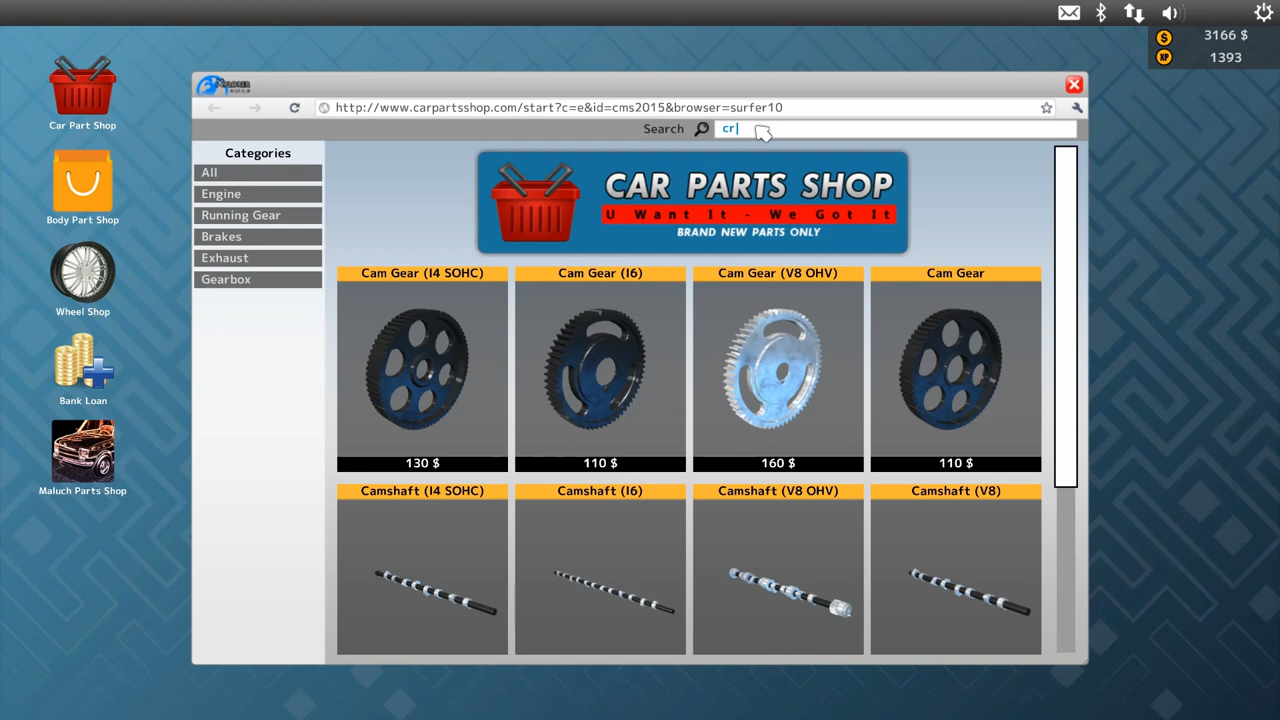 3166 $
1393
Car Part Shop
Body Part Shop
Wheel Shop
Bank Loan
Maluch Parts Shop
http://www.carpartsshop.com/start?c=e&id=cms2015&browser=surfer10
Search
cr
Categories
All
Engine
Running Gear
Brakes
Exhaust
Gearbox
CAR PARTS SHOP
U Want It - We Got It
BRAND NEW PARTS ONLY
Cam Gear (I4 SOHC)
Cam Gear (I6)
Cam Gear (V8 OHV)
Cam Gear
130 $
110 $
160 $
110 $
Camshaft (I4 SOHC)
Camshaft (I6)
Camshaft (V8 OHV)
Camshaft (V8)